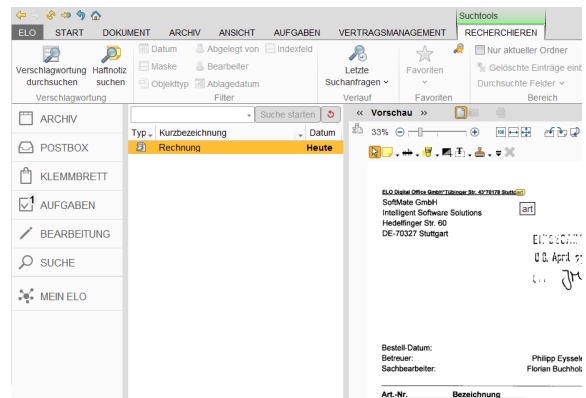 Suchtools
ELO START DOKUMENT ARCHIV ANSICHT AUFGABEN VERTRAGSMANAGEMENT RECHERCHIEREN
Verschlagwortung durchsuchen
Haftnotiz suchen
Datum Abgelegt von Indexfeld
Maske Bearbeiter
Objekttyp Ablagedatum
Letzte Suchanfragen
Favoriten
Nur aktueller Ordner
Gelöschte Einträge einb
Durchsuchte Felder
Verschlagwortung Filter Verlauf Favoriten Bereich
ARCHIV
POSTBOX
KLEMMBRETT
1 AUFGABEN
BEARBEITUNG
SUCHE
MEIN ELO
Suche starten
Typ Kurzbezeichnung Datum
Rechnung Heute
« Vorschau »
33%
ELO Digital Office GmbH*Tübinger Str. 43*70178 Stuttgart
SoftMate GmbH
Intelligent Software Solutions
Hedelfinger Str. 60
DE-70327 Stuttgart
art
Bestell-Datum:
Betreuer: Philipp Eyssele
Sachbearbeiter: Florian Buchholz
Art.-Nr. Bezeichnung